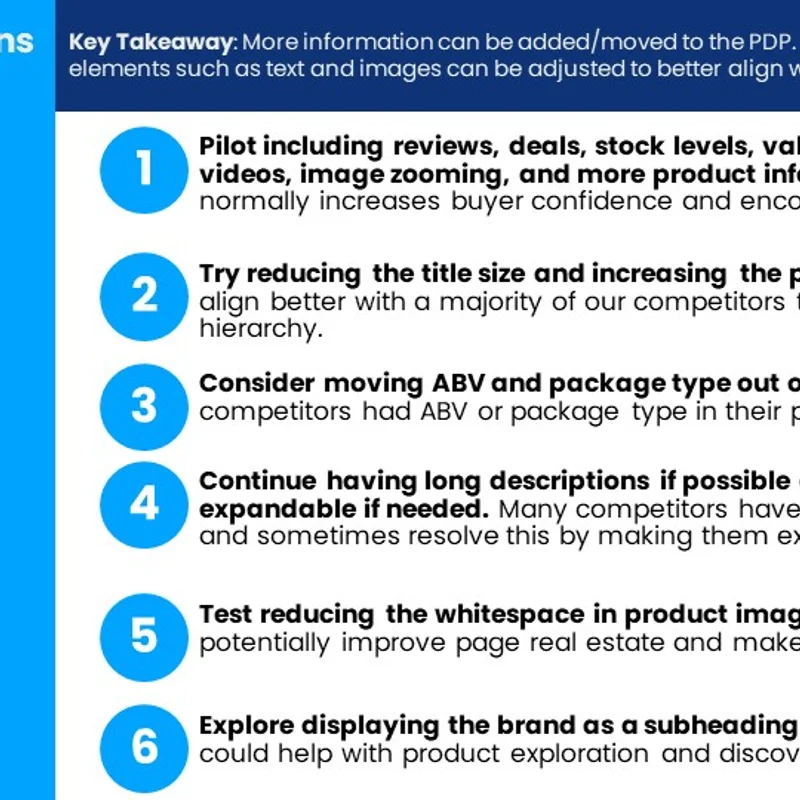 ns
Key Takeaway: More information can be added/moved to the PDP.
elements such as text and images can be adjusted to better align
1
Pilot including reviews, deals, stock levels,
videos, image zooming, and more product
normally increases buyer confidence and
2
Try reducing the title size and increasing the
align better with a majority of our competitors
hierarchy.
3
Consider moving ABV and package type out
competitors had ABV or package type in their
4
Continue having long descriptions if possible
expandable if needed. Many competitors have
and sometimes resolve this by making them
5
Test reducing the whitespace in product
potentially improve page real estate and make
6
Explore displaying the brand as a subheading
could help with product exploration and